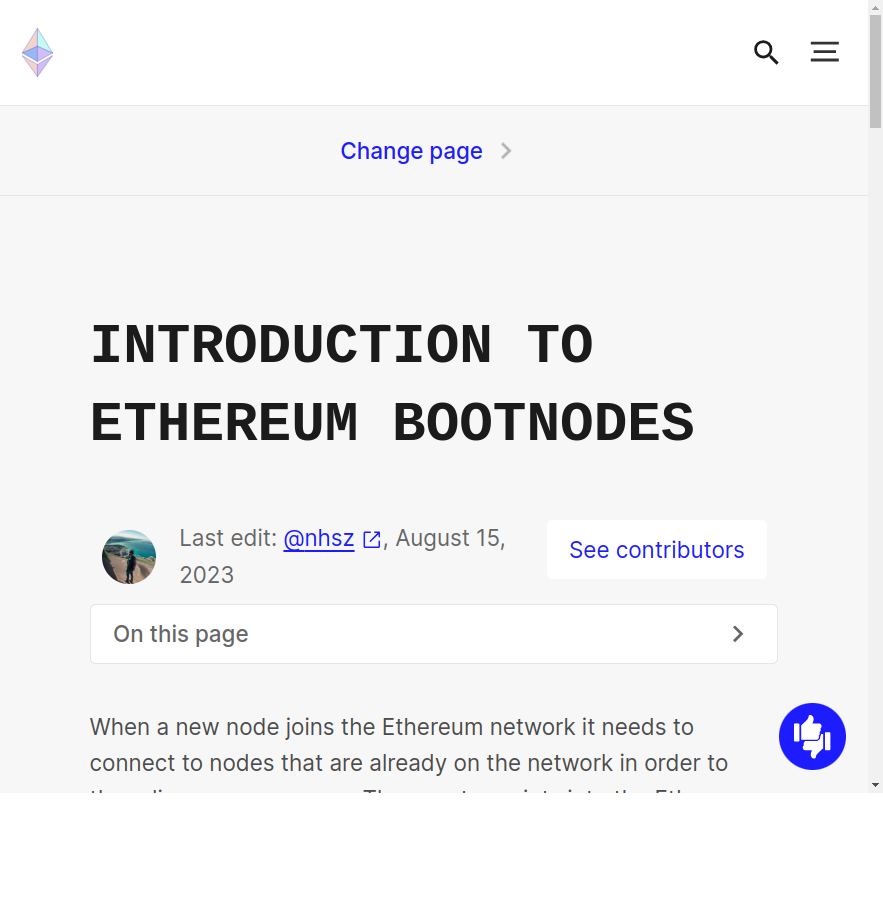 Change page
INTRODUCTION TO
ETHEREUM BOOTNODES
Last edit: @nhsz , August 15,
2023
See contributors
On this page
When a new node joins the Ethereum network it needs to
connect to nodes that are already on the network in order to